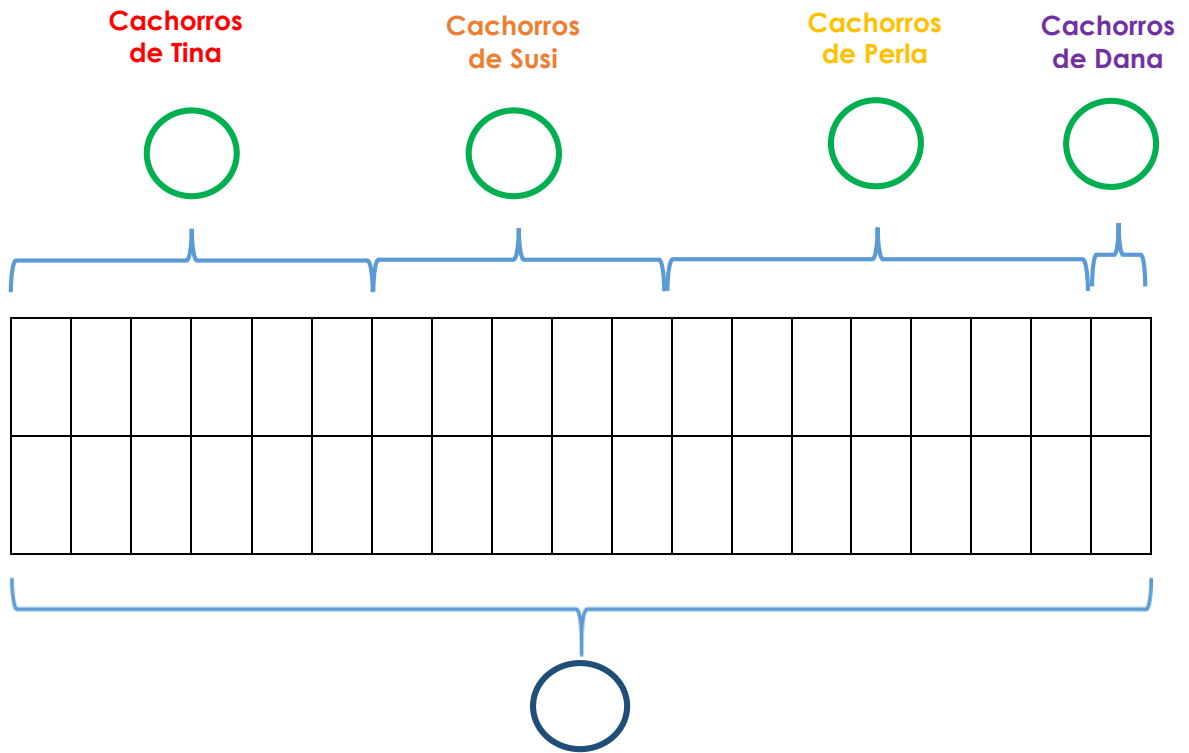 Cachorros
de Tina
Cachorros
de Susi
Cachorros
de Perla
Cachorros
de Dana